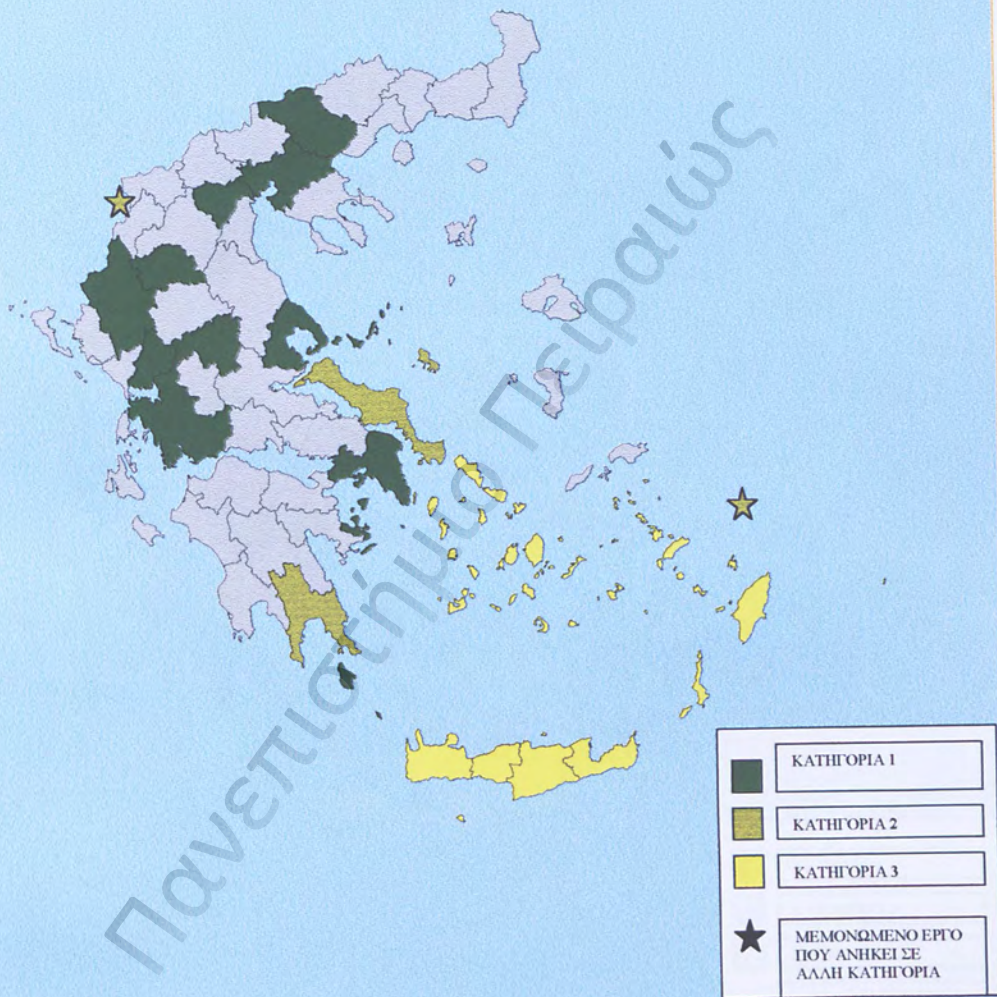 Πανεπιστήμιο Πειραιώς
ΚΑΤΗΓΟΡΙΑ 1
ΚΑΤΗΓΟΡΙΑ 2
ΚΑΤΗΓΟΡΙΑ 3
ΜΕΜΟΝΩΜΕΝΟ ΕΡΓΟ
ΠΟΥ ΑΝΗΚΕΙ ΣΕ
ΑΛΛΗ ΚΑΤΗΓΟΡΙΑ